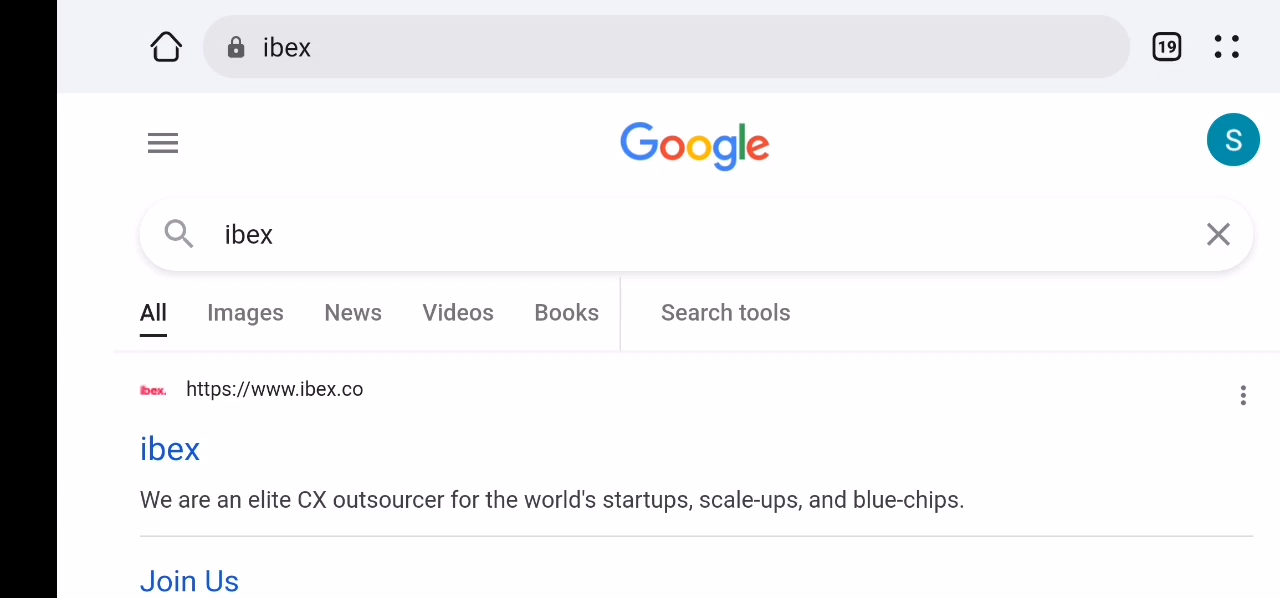 ibex
19
Google
S
ibex
All Images News Videos Books Search tools
ibex. https://www.ibex.co
ibex
We are an elite CX outsourcer for the world's startups, scale-ups, and blue-chips.
Join Us